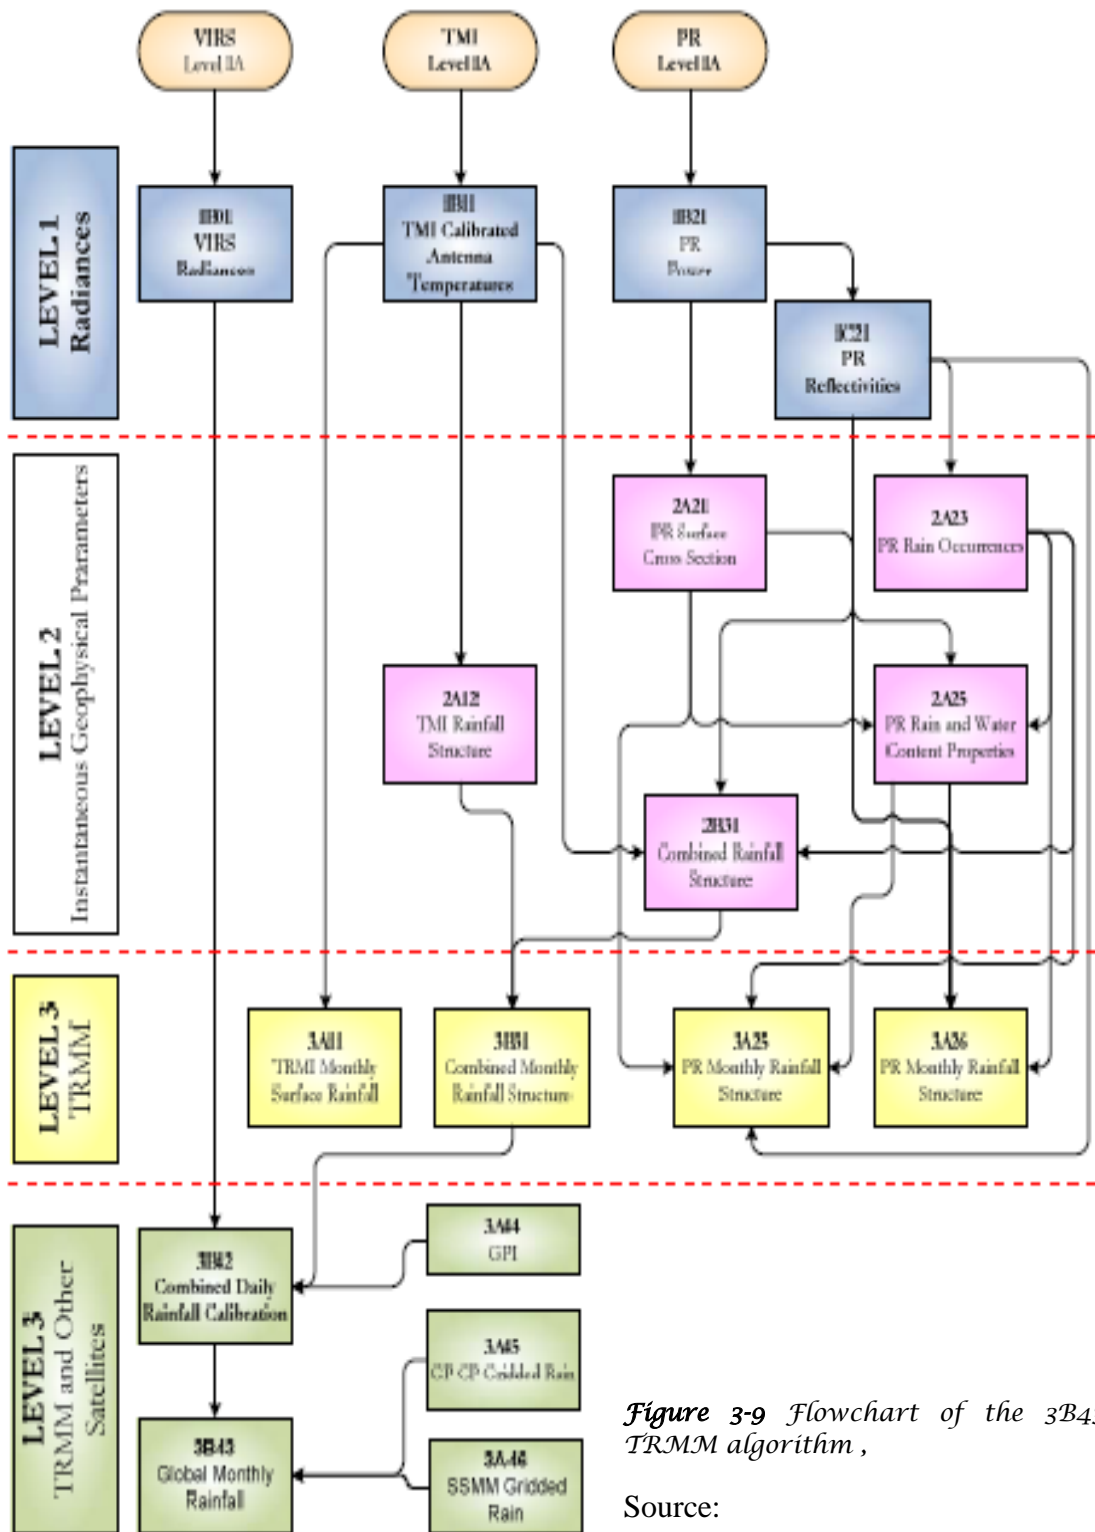 VIRS
Level IA
TMI
Level IA
PR
Level IA
LEVEL 1
Radiances
1B01
VIRS
Radiances
1B11
TMI Calibrated
Antenna
Temperatures
1B21
PR
Power
1C21
PR
Reflectivities
LEVEL 2
Instantaneous Geophysical Prarameters
2A21
PR Surface
Cross Section
2A23
PR Rain Occurrences
2A12
TMI Rainfall
Structure
2A25
PR Rain and Water
Content Properties
2B31
Combined Rainfall
Structure
LEVEL 3
TRMM
3A11
TRMI Monthly
Surface Rainfall
3B31
Combined Monthly
Rainfall Structure
3A25
PR Monthly Rainfall
Structure
3A26
PR Monthly Rainfall
Structure
LEVEL 3
TRMM and Other
Satellites
3B42
Combined Daily
Rainfall Calibration
3A44
GPI
3A45
CP CP Gridded Rain
3B43
Global Monthly
Rainfall
3A46
SSMM Gridded
Rain
Figure 3-9 Flowchart of the 3B43
TRMM algorithm ,
Source: